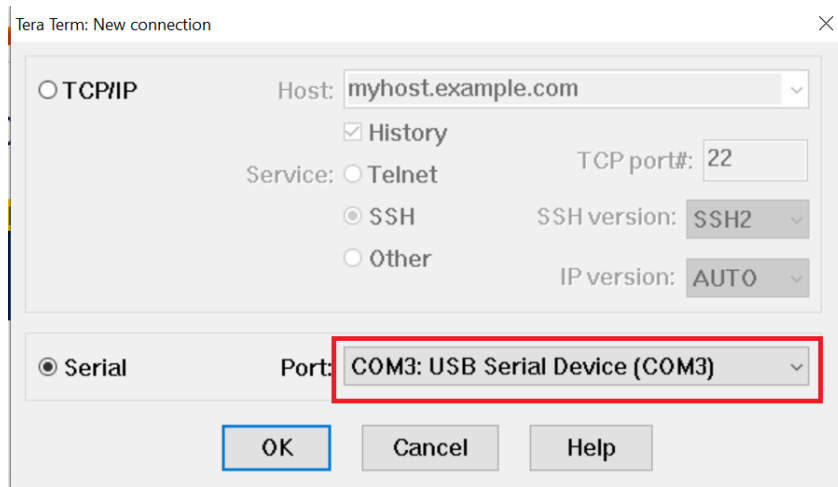 Tera Term: New connection
TCP/IP
Host: myhost.example.com
History
Service: Telnet
TCP port#: 22
SSH
SSH version: SSH2
Other
IP version: AUTO
Serial
Port: COM3: USB Serial Device (COM3)
OK
Cancel
Help